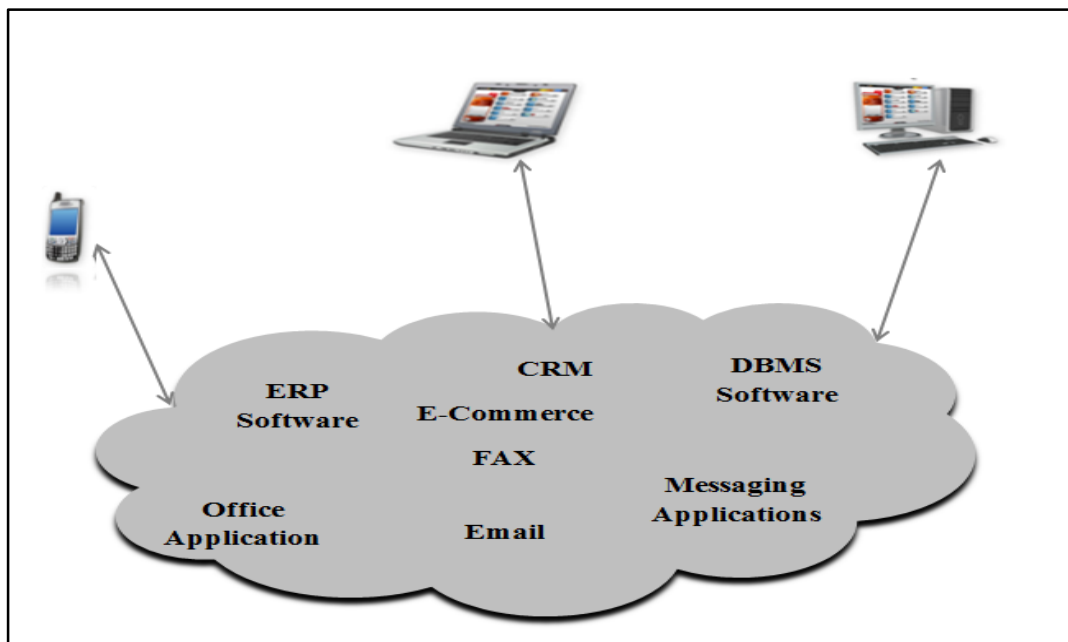 CRM
DBMS
Software
ERP
Software
E-Commerce
FAX
Messaging
Applications
Office
Application
Email